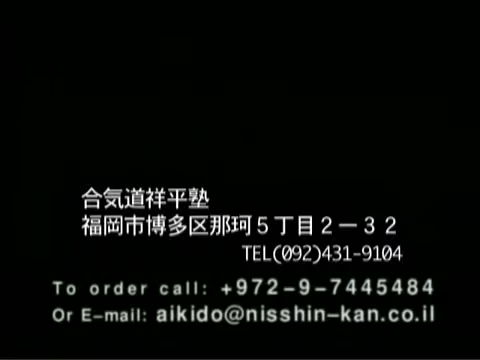 合気道祥平塾
福岡市博多区那珂５丁目２－３２
TEL(092)431-9104
To order call: +972-9-7445484
Or E-mail: aikido@nisshin-kan.co.il